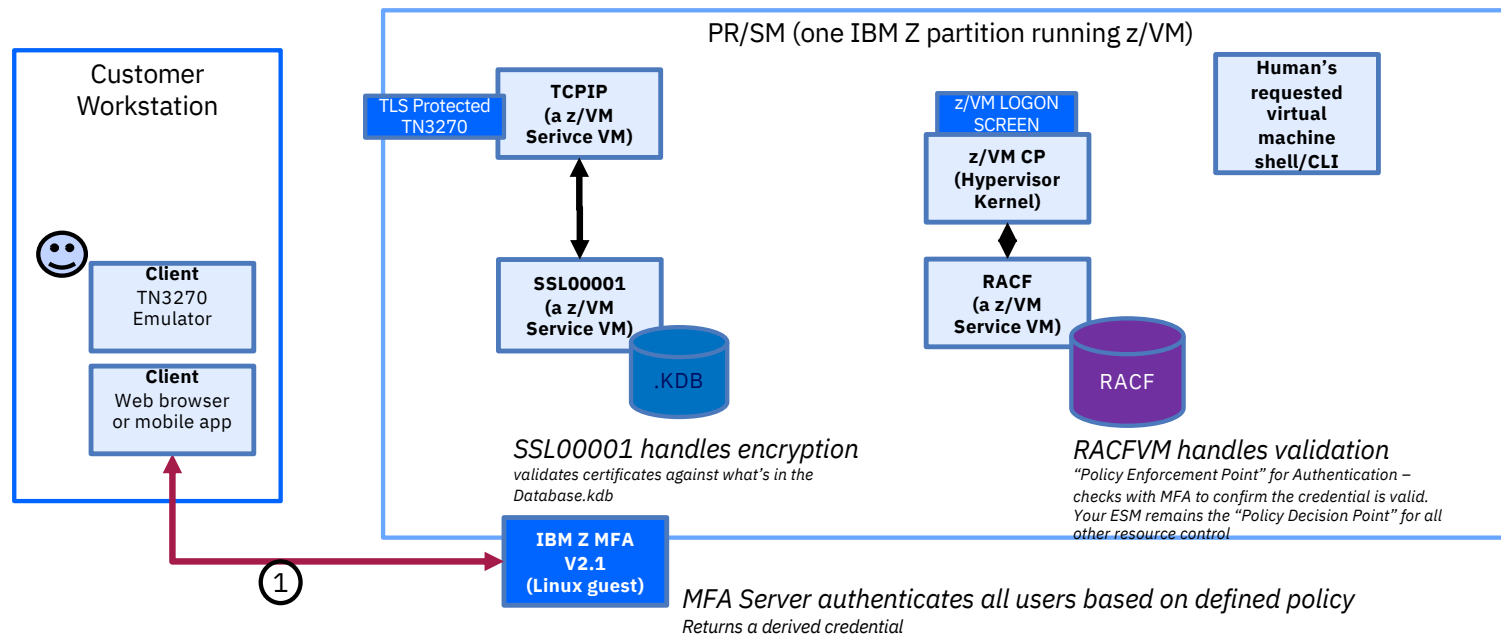 PR/SM (one IBM Z partition running z/VM)
Customer
Workstation
TLS Protected
TN3270
TCPIP
(a z/VM
Serivce VM)
z/VM LOGON
SCREEN
z/VM CP
(Hypervisor
Kernel)
Human’s
requested
virtual
machine
shell/CLI
Client
TN3270
Emulator
Client
Web browser
or mobile app
SSL00001
(a z/VM
Service VM)
.KDB
RACF
(a z/VM
Service VM)
RACF
SSL00001 handles encryption
validates certificates against what’s in the
Database.kdb
RACFVM handles validation
“Policy Enforcement Point” for Authentication –
checks with MFA to confirm the credential is valid.
Your ESM remains the “Policy Decision Point” for all
other resource control
1
IBM Z MFA
V2.1
(Linux guest)
MFA Server authenticates all users based on defined policy
Returns a derived credential